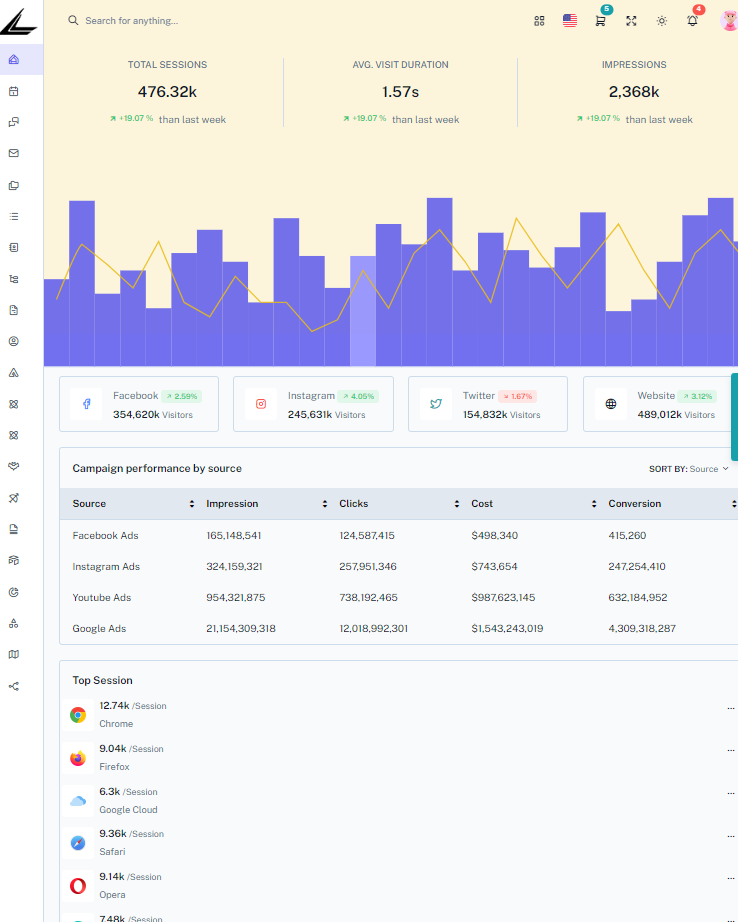 Search for anything...
5
4
TOTAL SESSIONS
476.32k
+19.07 % than last week
AVG. VISIT DURATION
1.57s
+19.07 % than last week
IMPRESSIONS
2,368k
+19.07 % than last week
Facebook 2.59%
354,620k Visitors
Instagram 4.05%
245,631k Visitors
Twitter 1.67%
154,832k Visitors
Website 3.12%
489,012k Visitors
Campaign performance by source
SORT BY: Source
Source Impression Clicks Cost Conversion
Facebook Ads 165,148,541 124,587,415 $498,340 415,260
Instagram Ads 324,159,321 257,951,346 $743,654 247,254,410
Youtube Ads 954,321,875 738,192,465 $987,623,145 632,184,952
Google Ads 21,154,309,318 12,018,992,301 $1,543,243,019 4,309,318,287
Top Session
12.74k /Session
Chrome
...
9.04k /Session
Firefox
...
6.3k /Session
Google Cloud
...
9.36k /Session
Safari
...
9.14k /Session
Opera
...
7.48k /Session
...